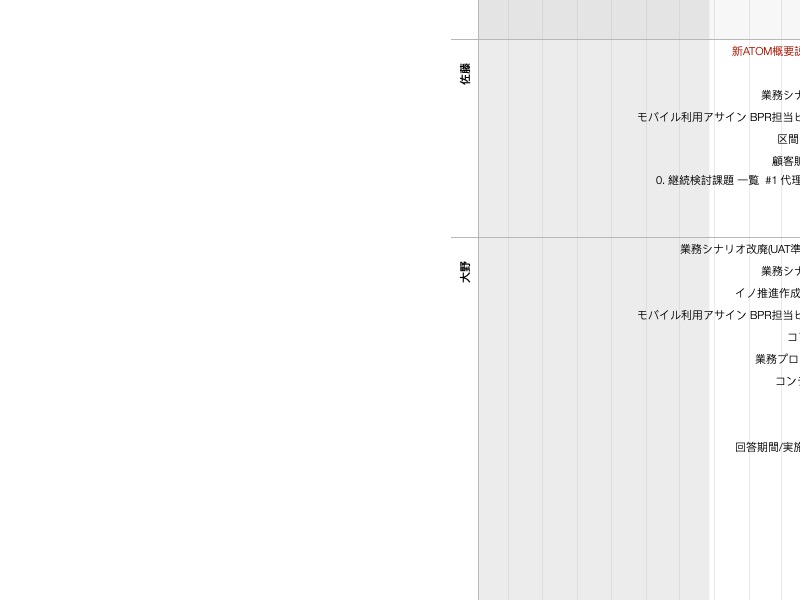 佐藤
新ATOM概要
業務シナ
モバイル利用アサイン BPR担当ヒ
区間
顧客
0. 継続検討課題 一覧 #1 代理
大野
業務シナリオ改廃(UAT準
業務シナ
イノ推進作成
モバイル利用アサイン BPR担当ヒ
コ
業務プロ
コン
回答期間/実施